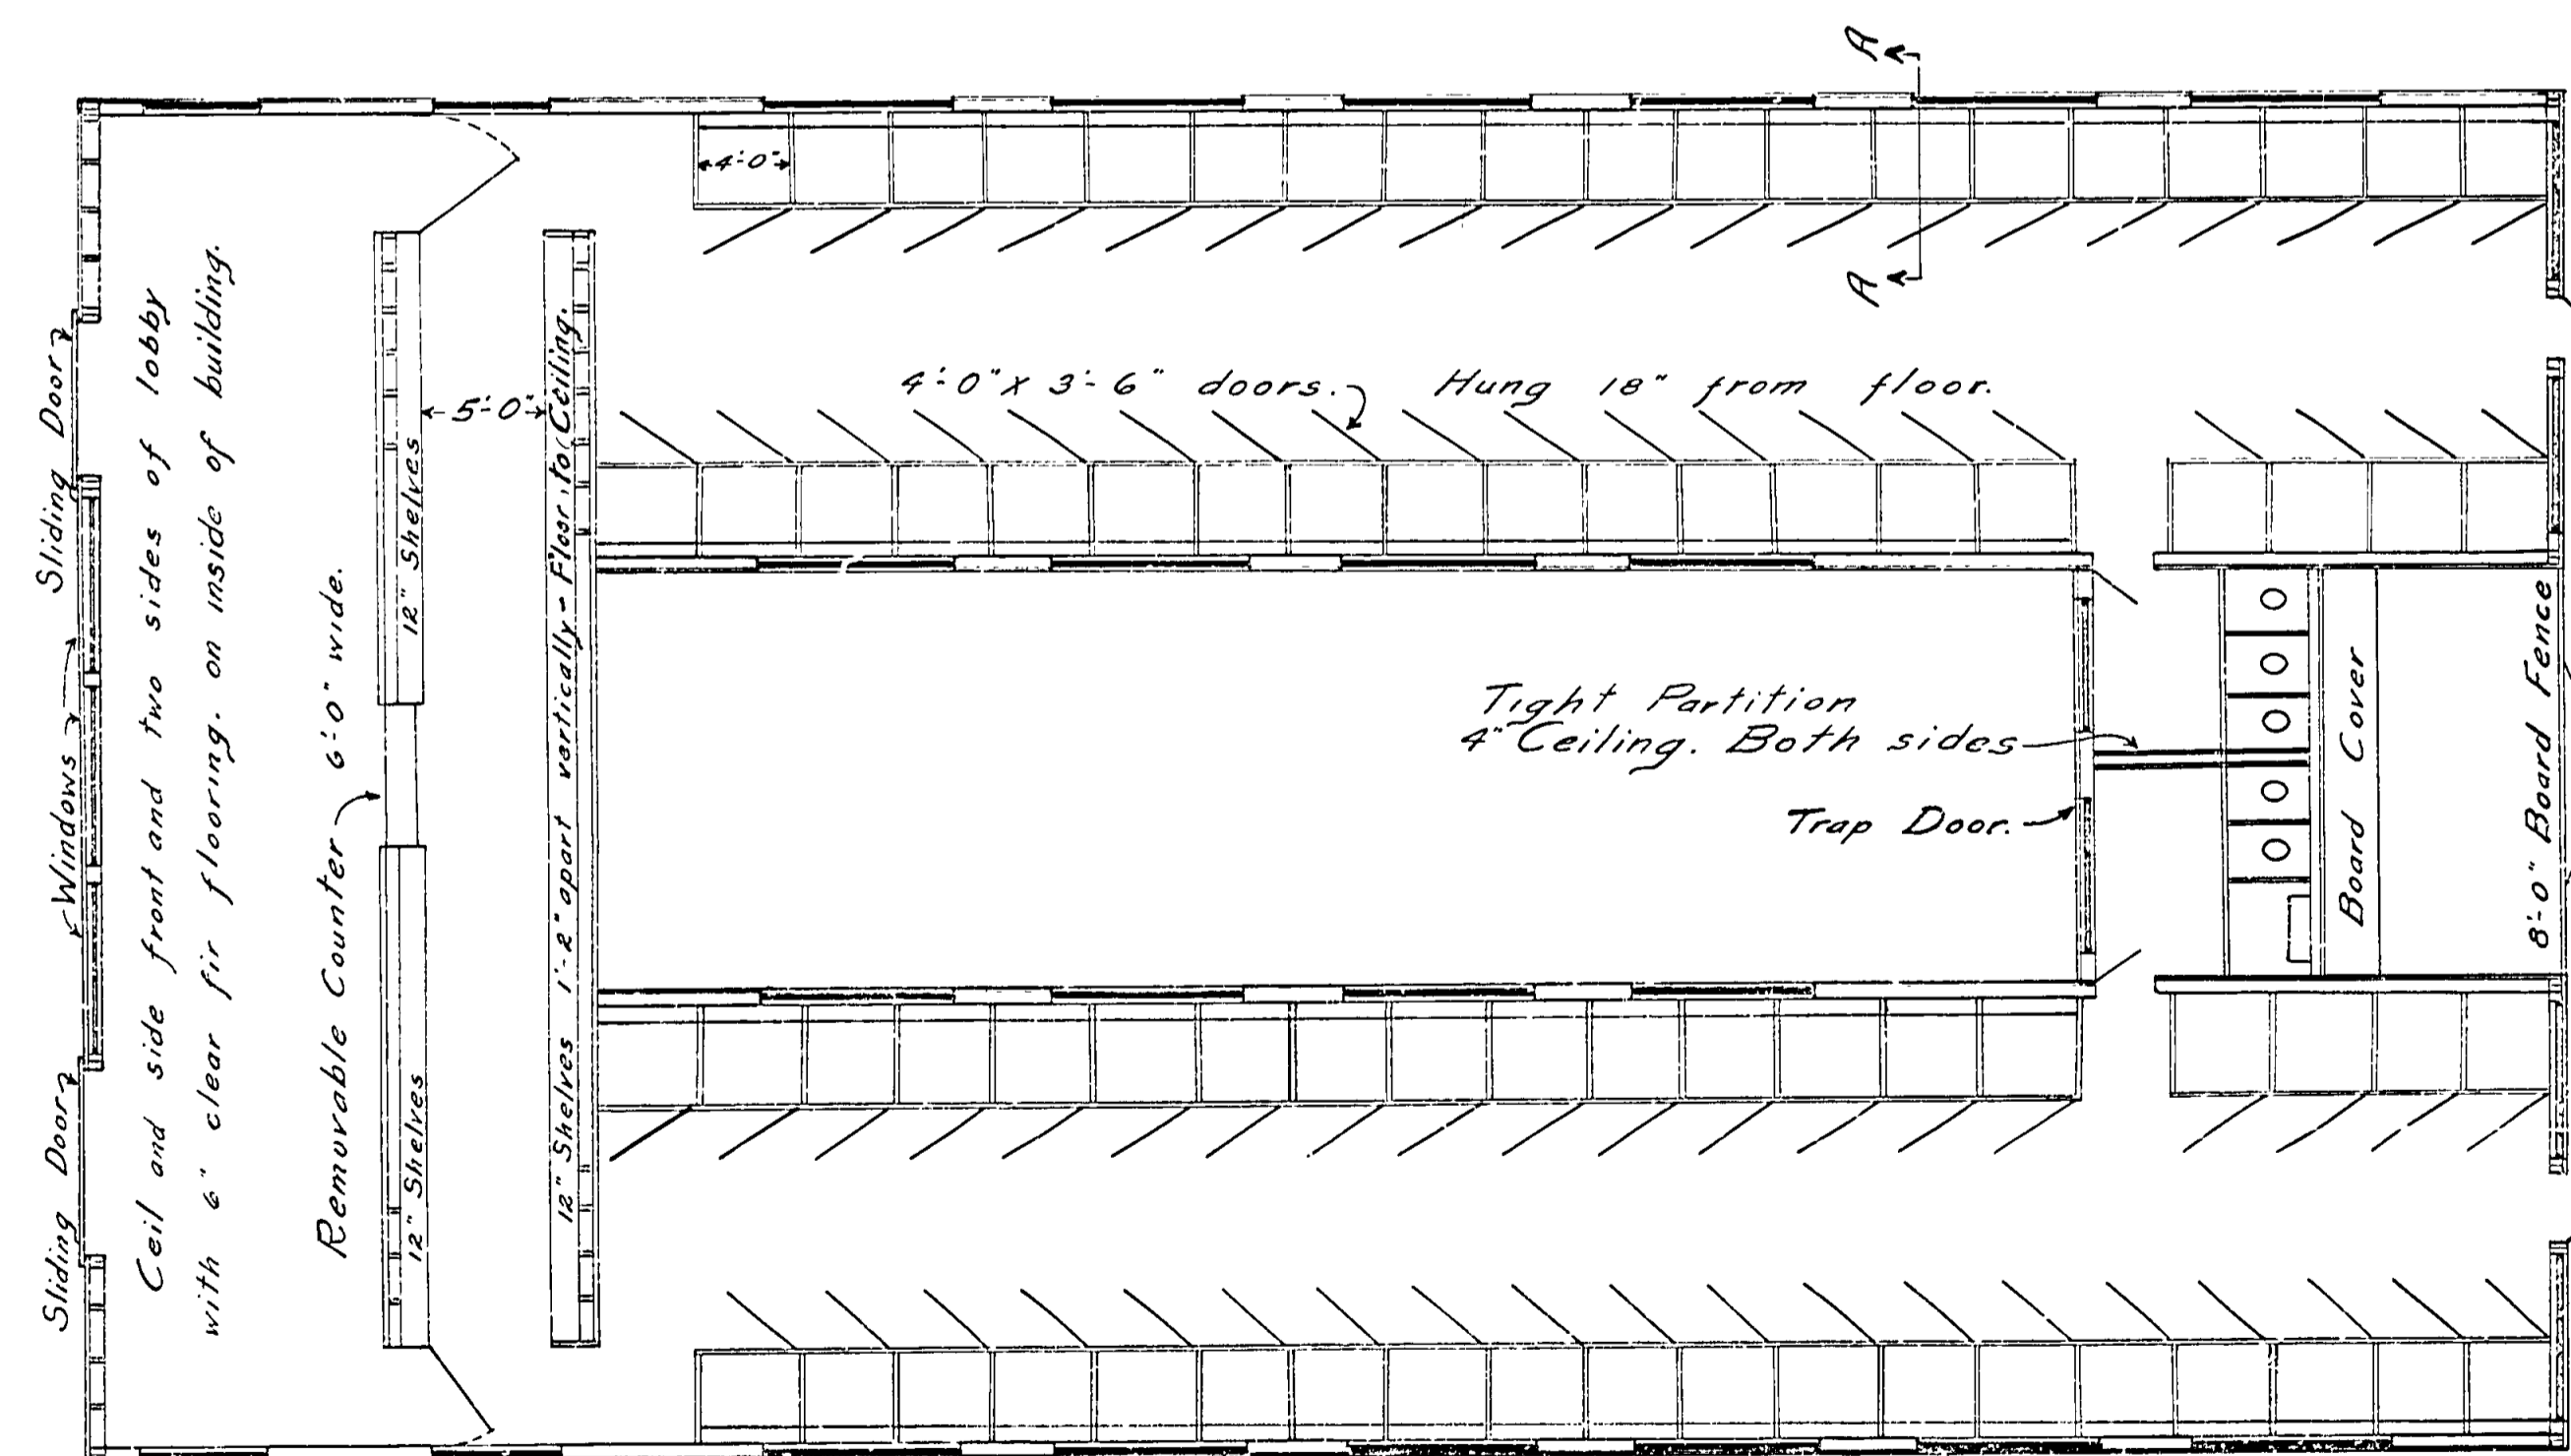 A
A
4'-0"
4'-0" x 3'-6" doors. Hung 18" from floor.
Sliding Door
Windows
Sliding Door
Ceil and side front and two sides of lobby
with 6" clear fir floorring. on inside of building.
Removable Counter 6'-0" wide.
12" Shelves
12" Shelves
5'-0"
12" Shelves 1'-2" apart vertically - Floor to Ceiling.
Tight Partition
4" Ceiling. Both sides
Trap Door.
Board Cover
8'-0" Board Fence